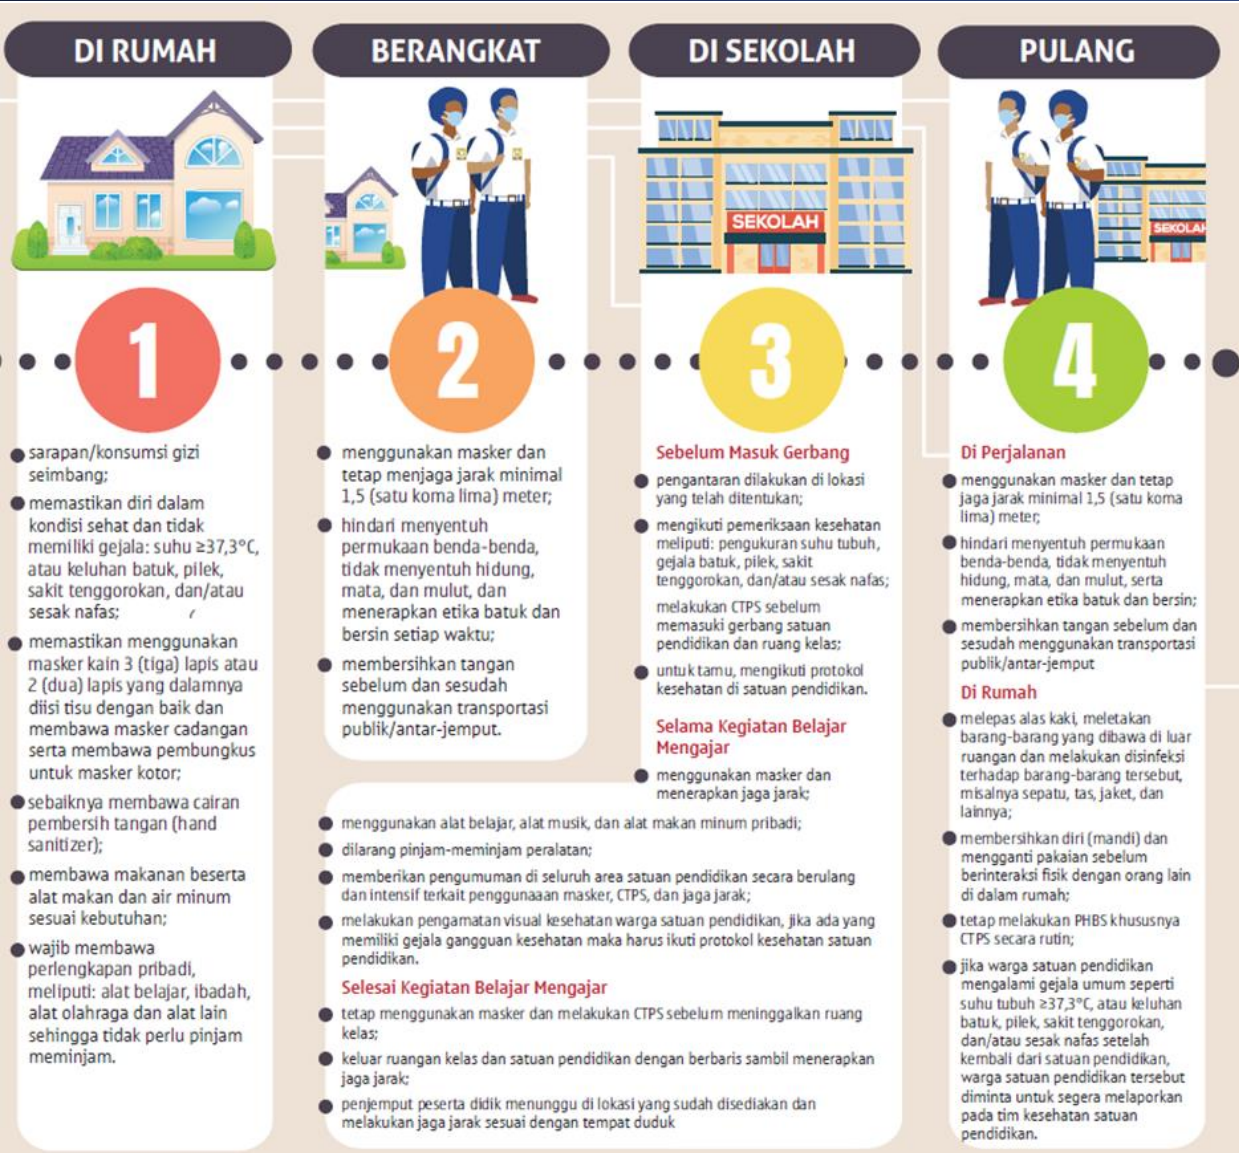 DI RUMAH
1
sarapan/konsumsi gizi
seimbang;
memastikan diri dalam
kondisi sehat dan tidak
memiliki gejala: suhu ≥37,3°C,
atau keluhan batuk, pilek,
sakit tenggorokan, dan/atau
sesak nafas;
memastikan menggunakan
masker kain 3 (tiga) lapis atau
2 (dua) lapis yang dalamnya
diisi tisu dengan baik dan
membawa masker cadangan
serta membawa pembungkus
untuk masker kotor;
sebaiknya membawa cairan
pembersih tangan (hand
sanitizer);
membawa makanan beserta
alat makan dan air minum
sesuai kebutuhan;
wajib membawa
perlengkapan pribadi,
meliputi: alat belajar, ibadah,
alat olahraga dan alat lain
sehingga tidak perlu pinjam
meminjam.
BERANGKAT
2
menggunakan masker dan
tetap menjaga jarak minimal
1,5 (satu koma lima) meter;
hindari menyentuh
permukaan benda-benda,
tidak menyentuh hidung,
mata, dan mulut, dan
menerapkan etika batuk dan
bersin setiap waktu;
membersihkan tangan
sebelum dan sesudah
menggunakan transportasi
publik/antar-jemput.
DI SEKOLAH
SEKOLAH
3
Sebelum Masuk Gerbang
pengantaran dilakukan di lokasi
yang telah ditentukan;
mengikuti pemeriksaan kesehatan
meliputi: pengukuran suhu tubuh,
gejala batuk, pilek, sakit
tenggorokan, dan/atau sesak nafas;
melakukan CTPS sebelum
memasuki gerbang satuan
pendidikan dan ruang kelas;
untuk tamu, mengikuti protokol
kesehatan di satuan pendidikan.
Selama Kegiatan Belajar
Mengajar
menggunakan masker dan
menerapkan jaga jarak;
menggunakan alat belajar, alat musik, dan alat makan minum pribadi;
dilarang pinjam-meminjam peralatan;
memberikan pengumuman di seluruh area satuan pendidikan secara berulang
dan intensif terkait penggunaaan masker, CTPS, dan jaga jarak;
melakukan pengamatan visual kesehatan warga satuan pendidikan, jika ada yang
memiliki gejala gangguan kesehatan maka harus ikuti protokol kesehatan satuan
pendidikan.
Selesai Kegiatan Belajar Mengajar
tetap menggunakan masker dan melakukan CTPS sebelum meninggalkan ruang
kelas;
keluar ruangan kelas dan satuan pendidikan dengan berbaris sambil menerapkan
jaga jarak;
penjemput peserta didik menunggu di lokasi yang sudah disediakan dan
melakukan jaga jarak sesuai dengan tempat duduk
PULANG
SEKOLAH
4
Di Perjalanan
menggunakan masker dan tetap
jaga jarak minimal 1,5 (satu koma
lima) meter;
hindari menyentuh permukaan
benda-benda, tidak menyentuh
hidung, mata, dan mulut, serta
menerapkan etika batuk dan bersin;
membersihkan tangan sebelum dan
sesudah menggunakan transportasi
publik/antar-jemput
Di Rumah
melepas alas kaki, meletakan
barang-barang yang dibawa di luar
ruangan dan melakukan disinfeksi
terhadap barang-barang tersebut,
misalnya sepatu, tas, jaket, dan
lainnya;
membersihkan diri (mandi) dan
mengganti pakaian sebelum
berinteraksi fisik dengan orang lain
di dalam rumah;
tetap melakukan PHBS khususnya
CTPS secara rutin;
jika warga satuan pendidikan
mengalami gejala umum seperti
suhu tubuh ≥37,3°C, atau keluhan
batuk, pilek, sakit tenggorokan,
dan/atau sesak nafas setelah
kembali dari satuan pendidikan,
warga satuan pendidikan tersebut
diminta untuk segera melaporkan
pada tim kesehatan satuan
pendidikan.